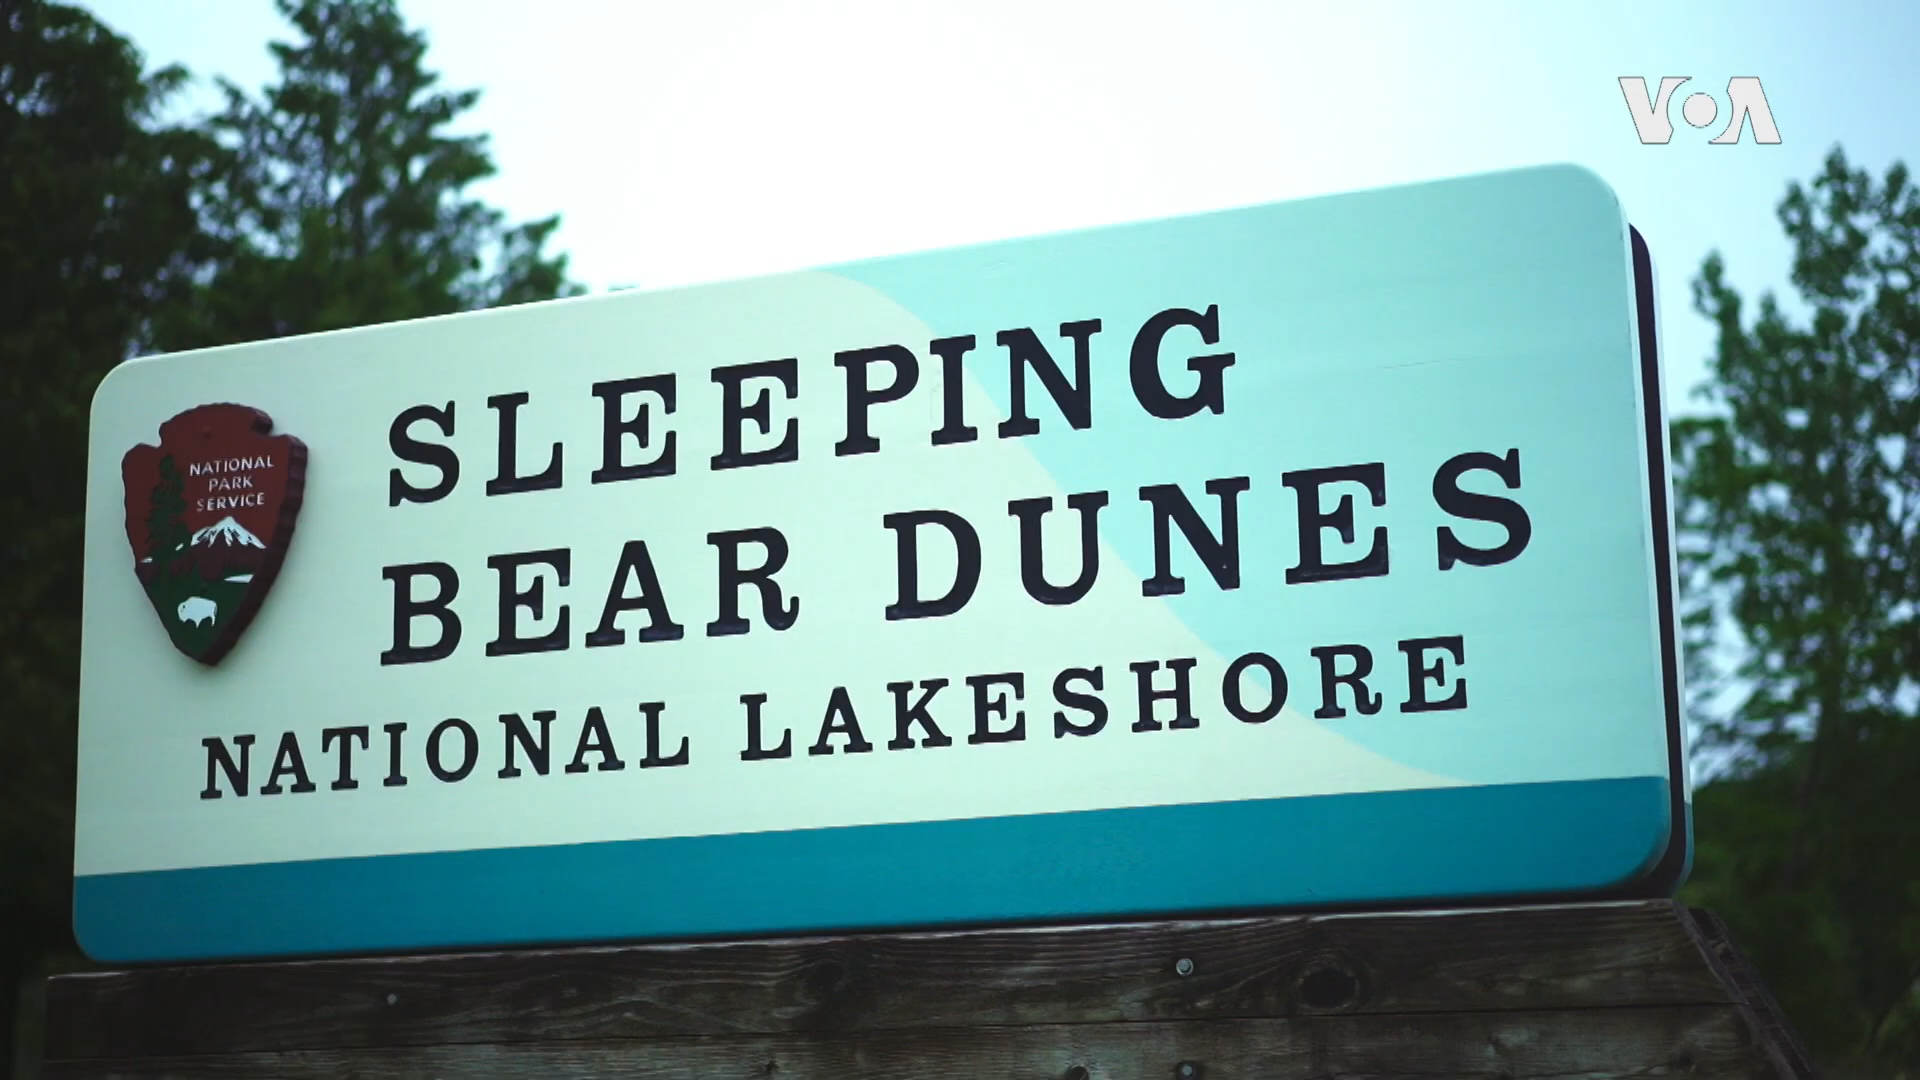 VOA
NATIONAL
PARK
SERVICE
SLEEPING
BEAR DUNES
NATIONAL LAKESHORE